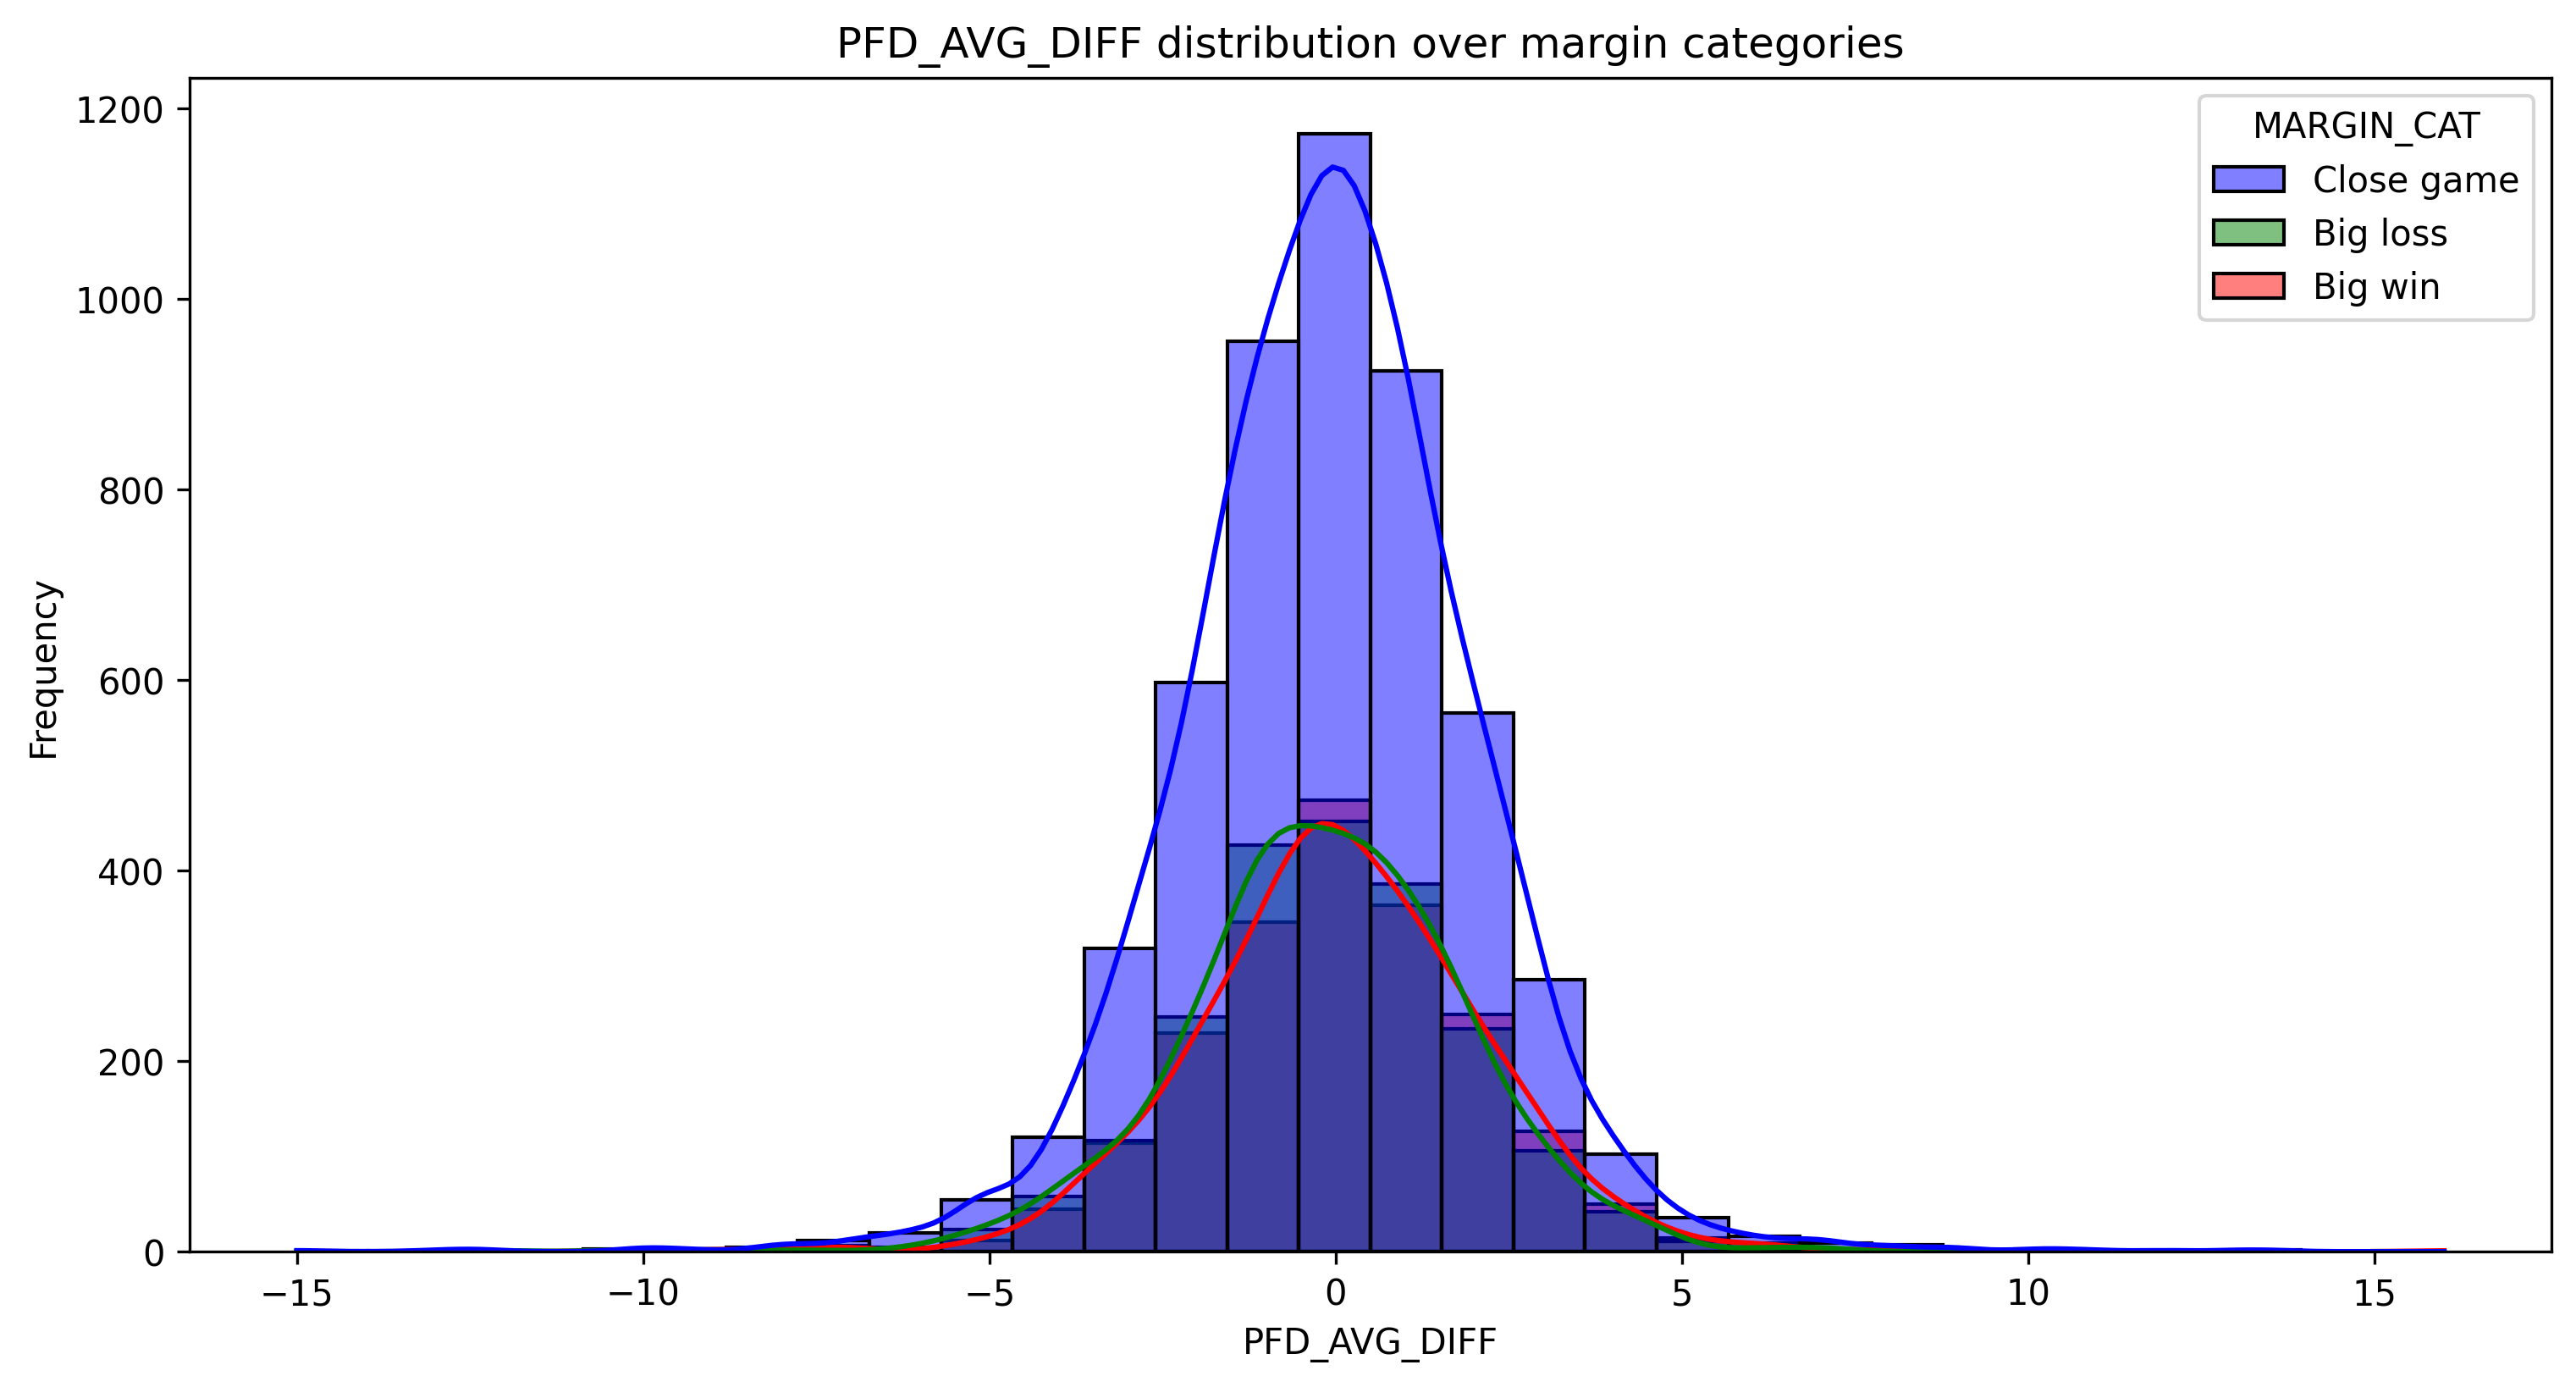 PFD_AVG_DIFF distribution over margin categories
MARGIN_CAT
Close game
Big loss
Big win
Frequency
1200
1000
800
600
400
200
0
−15 −10 −5 0 5 10 15
PFD_AVG_DIFF